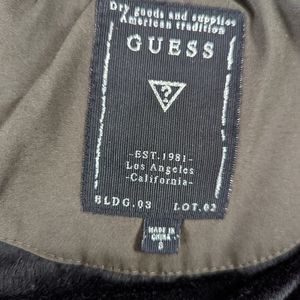 Dry goods and supplies
American tradition
GUESS
?
-EST.1981-
Los Angeles
-California-
BLDG.03 LOT.02
MADE IN
CHINA
S